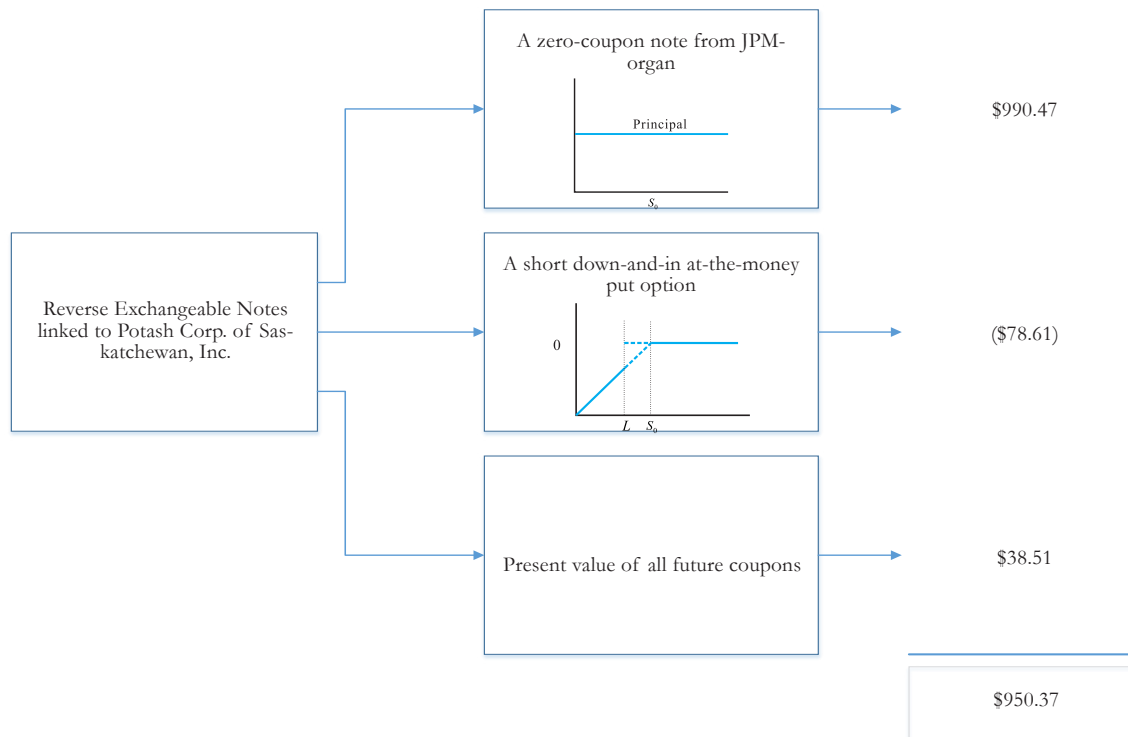 A zero-coupon note from JPM-
organ
Principal
S₀
$990.47
Reverse Exchangeable Notes
linked to Potash Corp. of Sas-
katchewan, Inc.
A short down-and-in at-the-money
put option
0
L S₀
($78.61)
Present value of all future coupons
$38.51
$950.37